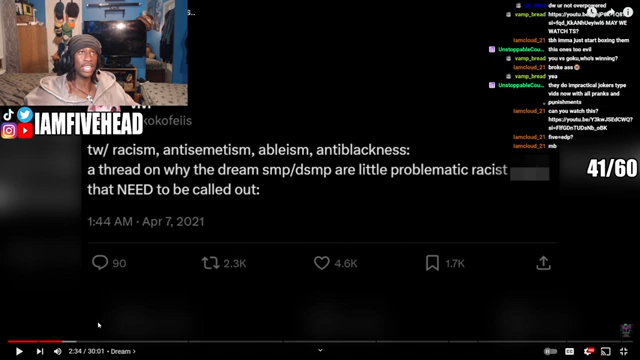 dw ur not overpowered
vamp_bread
WE
WATCH TS?
Iamcloud_21 tbh imma just start boxing them
UnstoppableCou... this ones too evil
vamp_bread you vs goku,who's winning?
Iamcloud_21 broke ass
vamp_bread yea
UnstoppableCou... they do impractical jokers type
vids now with all pranks and
punishments
Iamcloud_21 can you watch this?
Iamcloud_21 five=edp?
Iamcloud_21 mb
IAMFIVEHEAD
kokofeiis
41/60
tw/ racism, antisemetism, ableism, antiblackness:
a thread on why the dream smp/dsmp are little problematic racist
that NEED to be called out:
1:44 AM · Apr 7, 2021
90 2.3K 4.6K 1.7K
2:34 / 30:01 • Dream >